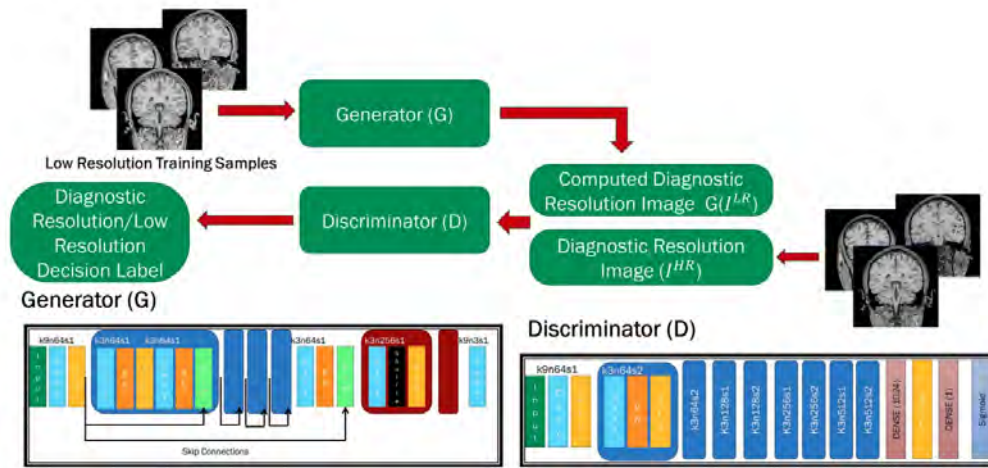 Low Resolution Training Samples
Generator (G)
Computed Diagnostic
Resolution Image G(I^LR)
Diagnostic Resolution
Image (I^HR)
Discriminator (D)
Diagnostic
Resolution/Low
Resolution
Decision Label
Generator (G)
k9n64s1
k3n64s1
k3n64s1
k3n64s1
k3n256s1
k9n3s1
Skip Connections
Discriminator (D)
k9n64s1
k3n64s2
k3n64s2
K3n128s1
K3n128s2
K3n256s1
K3n256s2
K3n512s1
K3n512s2
DENSE (1024)
DENSE (1)
Sigmoid